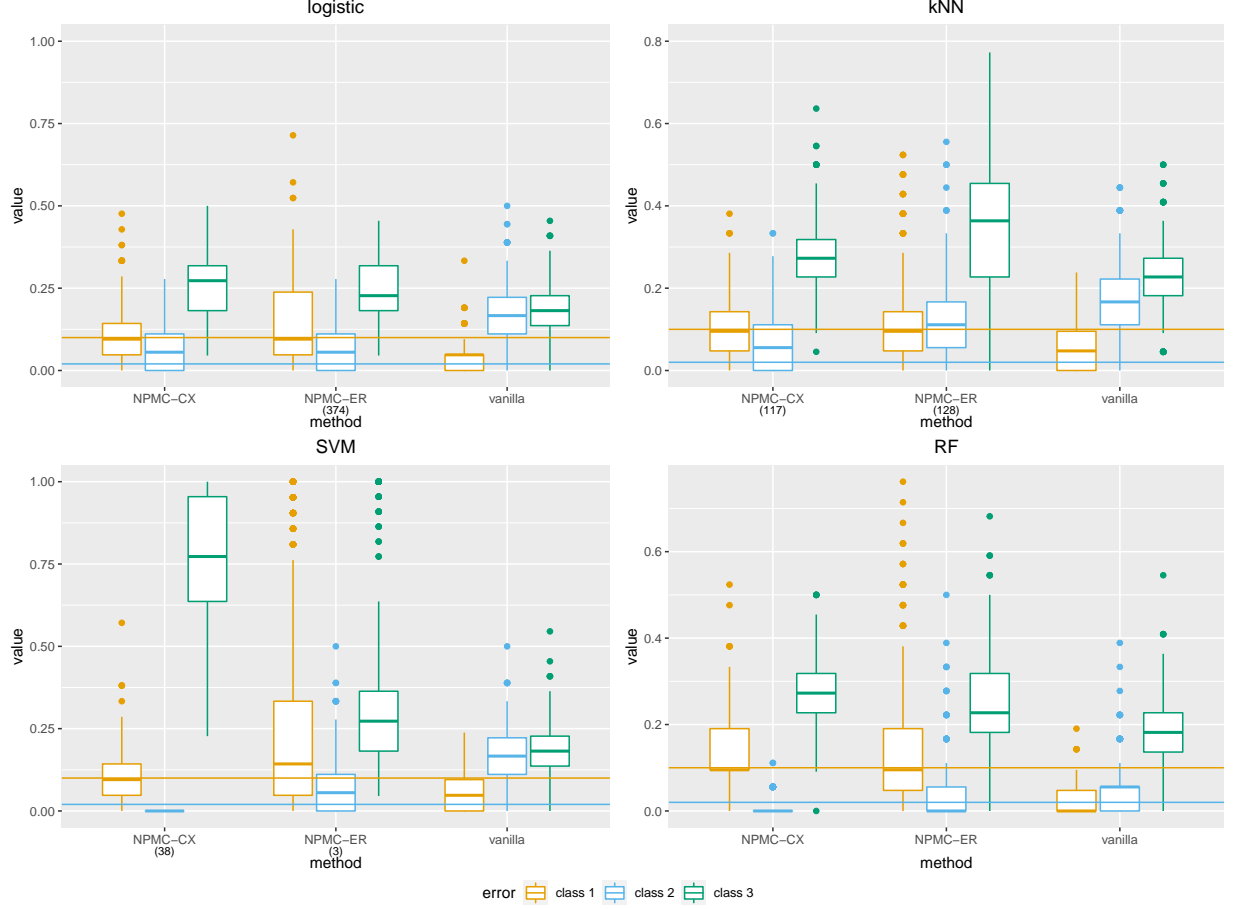 logistic
kNN
1.00
0.75
0.50
0.25
0.00
value
NPMC-CX
NPMC-ER
vanilla
(374)
method
0.8
0.6
0.4
0.2
0.0
value
NPMC-CX
NPMC-ER
vanilla
(117)
(128)
method
SVM
RF
1.00
0.75
0.50
0.25
0.00
value
NPMC-CX
NPMC-ER
vanilla
(38)
(3)
method
0.6
0.4
0.2
0.0
value
NPMC-CX
NPMC-ER
vanilla
method
error class 1 class 2 class 3